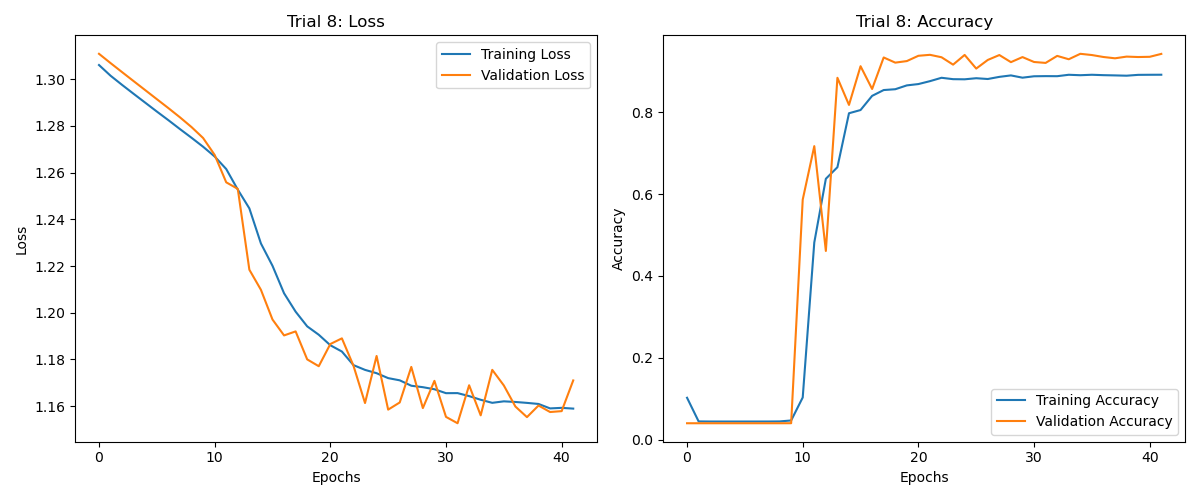 Trial 8: Loss
Training Loss
Validation Loss
1.30
1.28
1.26
1.24
1.22
1.20
1.18
1.16
Loss
0
10
20
30
40
Epochs
Trial 8: Accuracy
0.8
0.6
0.4
0.2
0.0
Accuracy
Training Accuracy
Validation Accuracy
0
10
20
30
40
Epochs